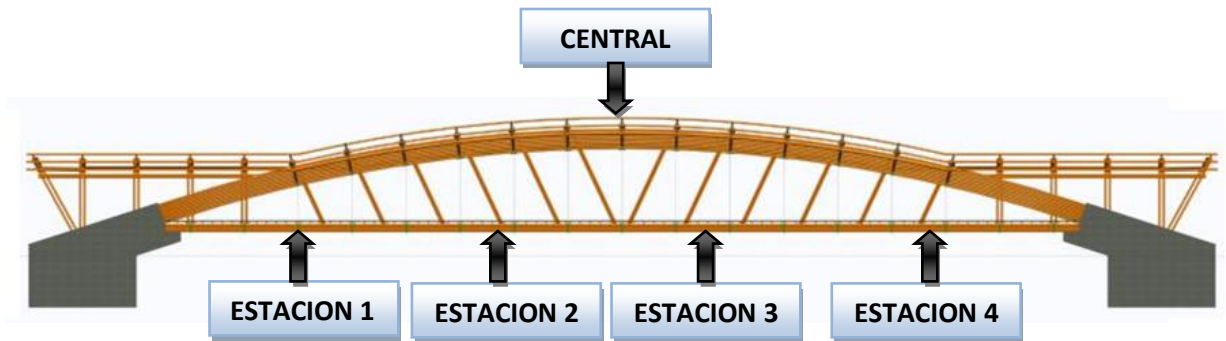 CENTRAL
ESTACION 1
ESTACION 2
ESTACION 3
ESTACION 4